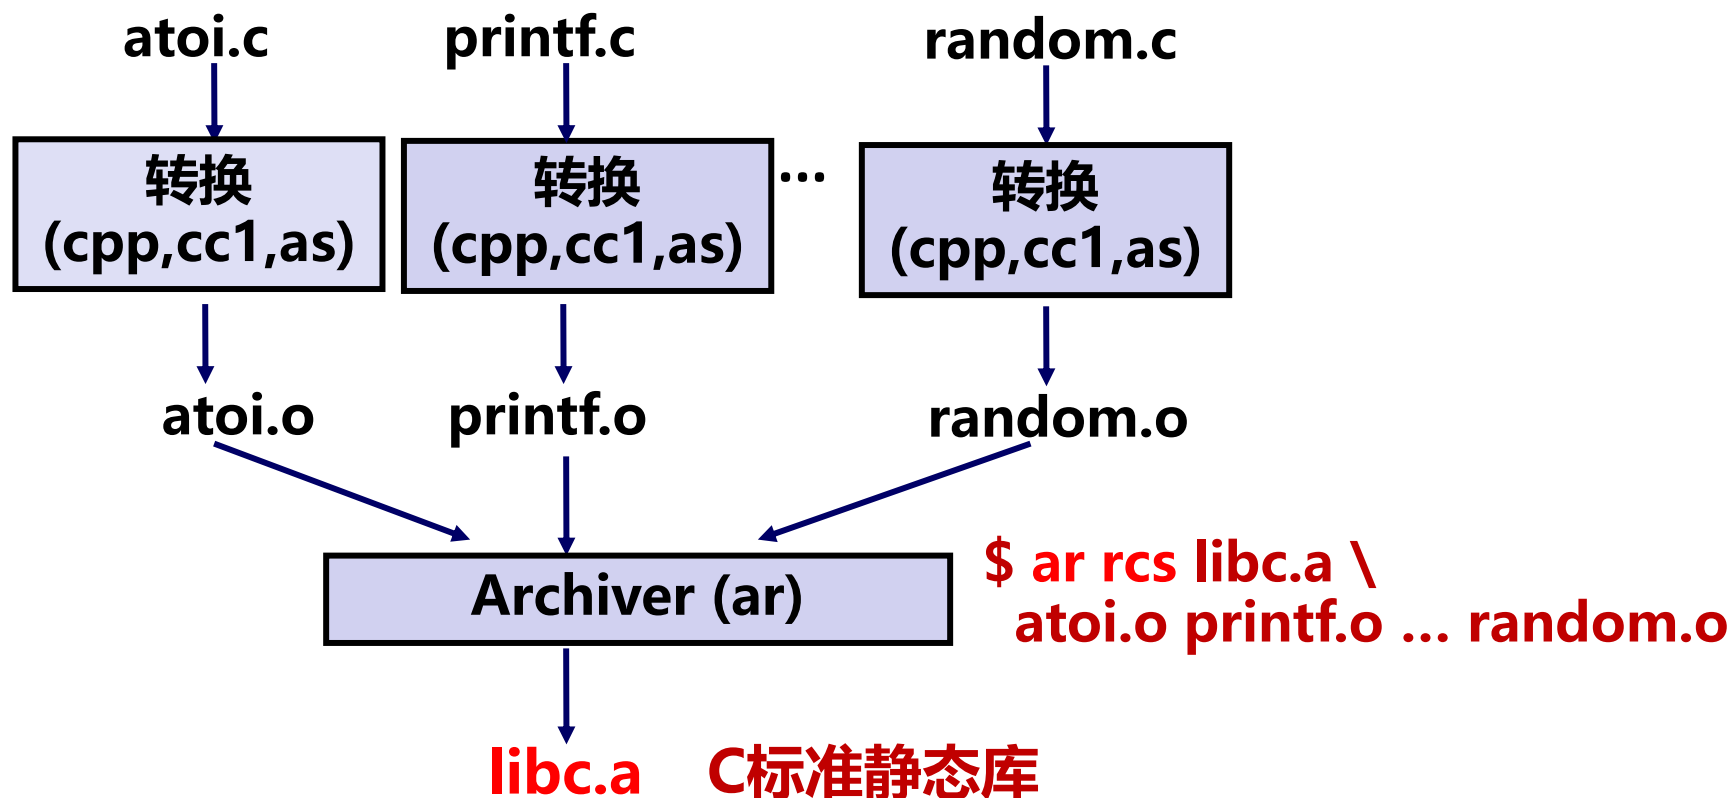 atoi.c
printf.c
random.c
转换
(cpp,cc1,as)
转换
(cpp,cc1,as)
...
转换
(cpp,cc1,as)
atoi.o
printf.o
random.o
Archiver (ar)
$ ar rcs libc.a \
atoi.o printf.o ... random.o
libc.a C标准静态库